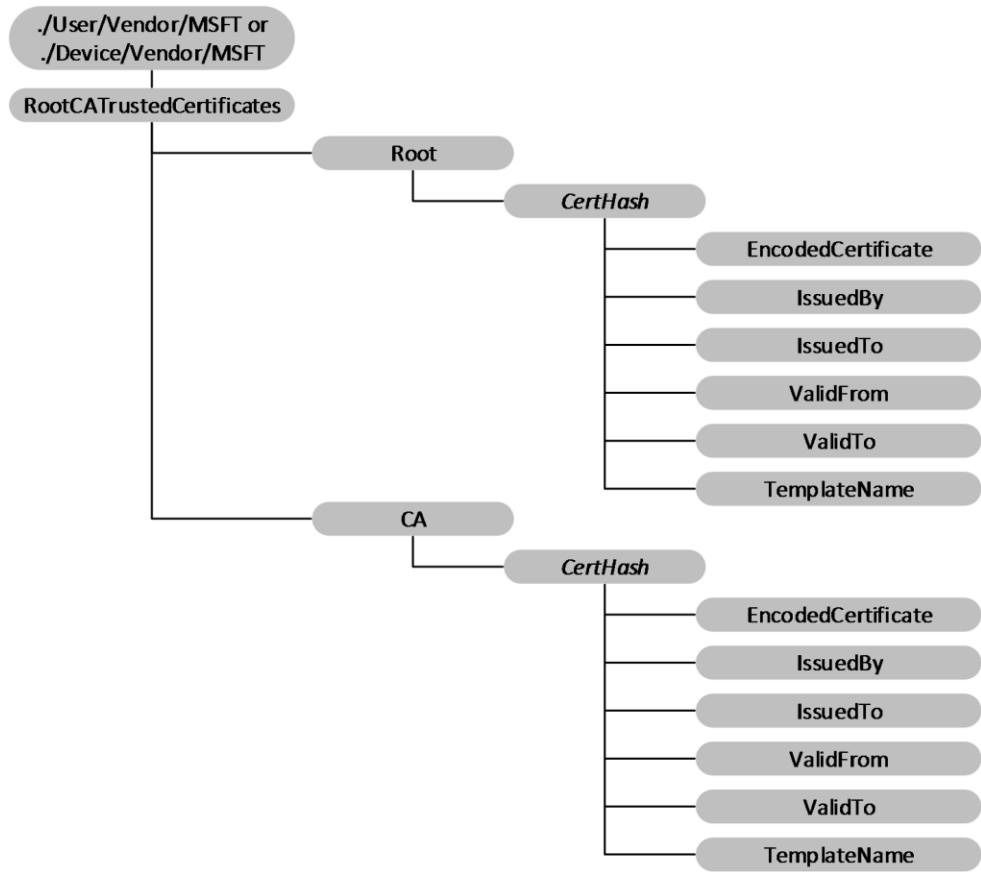 ./User/Vendor/MSFT or
./Device/Vendor/MSFT
RootCATrustedCertificates
Root
CertHash
EncodedCertificate
IssuedBy
IssuedTo
ValidFrom
ValidTo
TemplateName
CA
CertHash
EncodedCertificate
IssuedBy
IssuedTo
ValidFrom
ValidTo
TemplateName